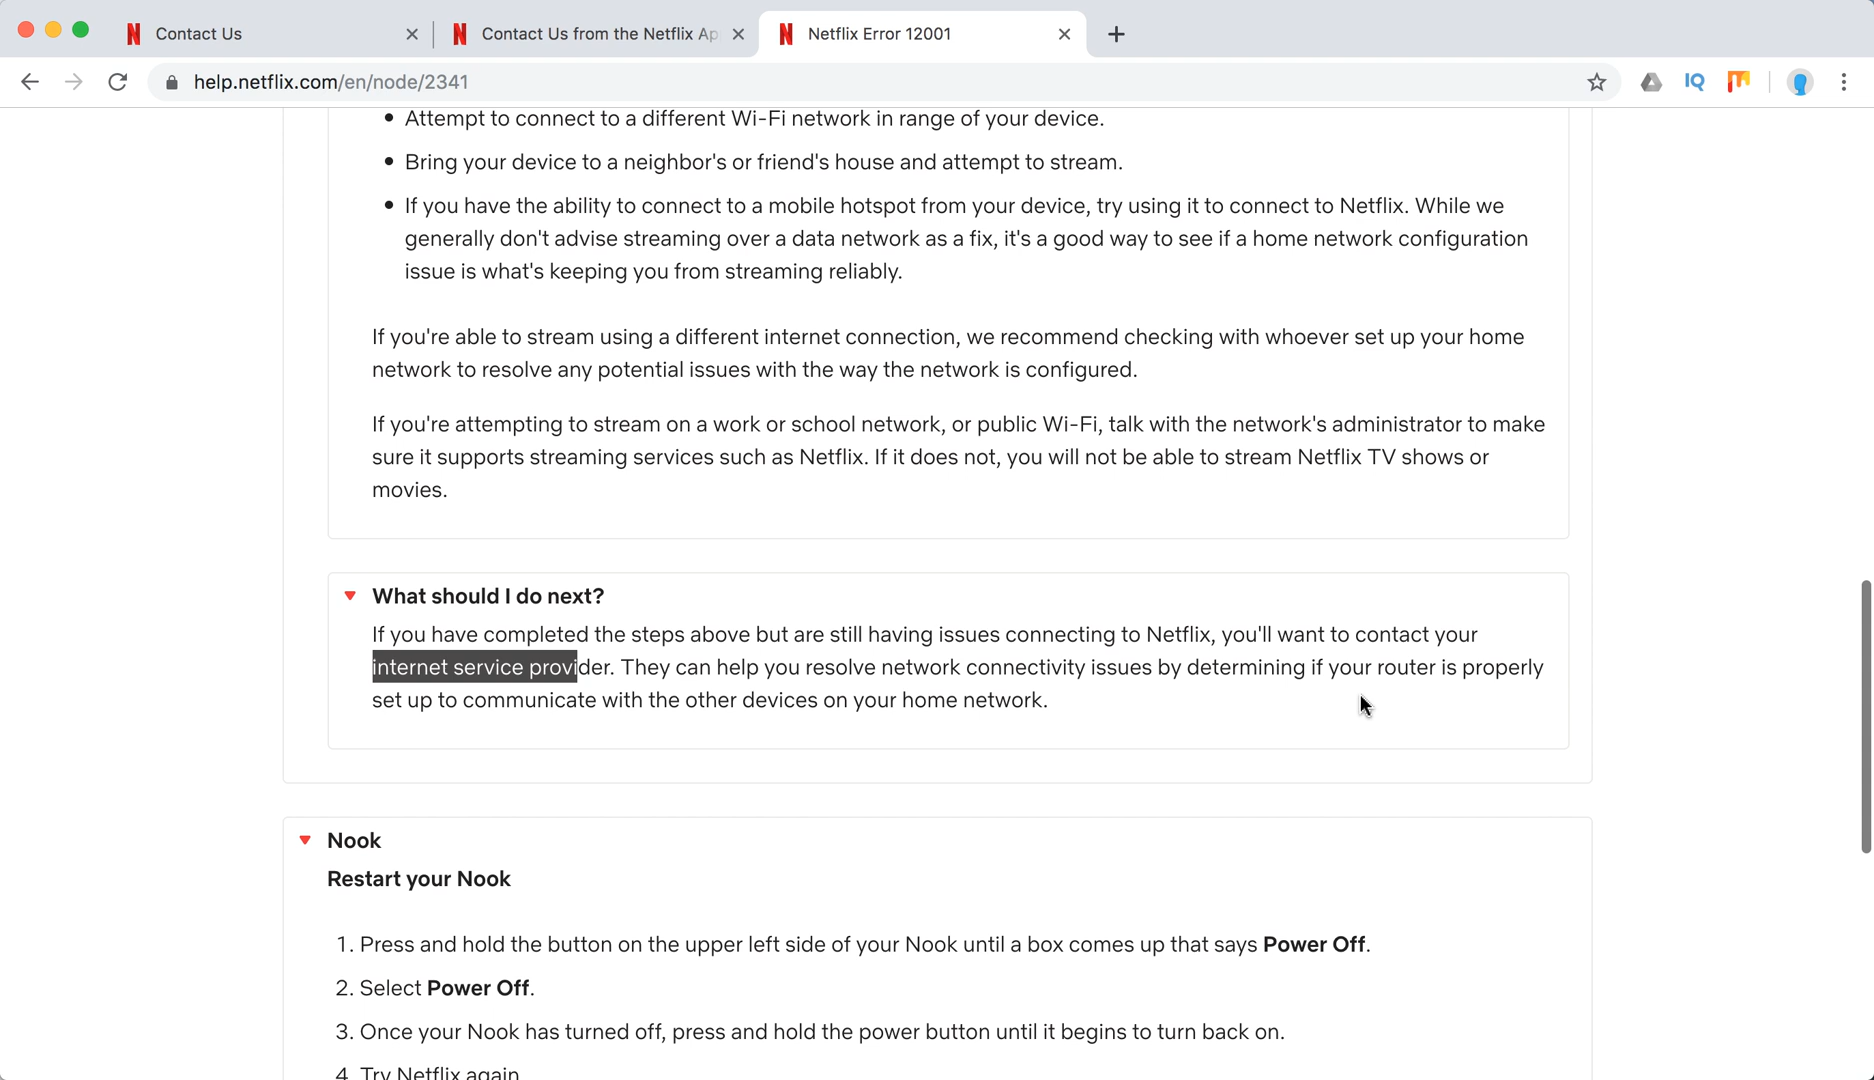 Contact Us
Contact Us from the Netflix Ap
Netflix Error 12001
help.netflix.com/en/node/2341
IQ
• Attempt to connect to a different Wi-Fi network in range of your device.
• Bring your device to a neighbor's or friend's house and attempt to stream.
• If you have the ability to connect to a mobile hotspot from your device, try using it to connect to Netflix. While we
generally don't advise streaming over a data network as a fix, it's a good way to see if a home network configuration
issue is what's keeping you from streaming reliably.
If you're able to stream using a different internet connection, we recommend checking with whoever set up your home
network to resolve any potential issues with the way the network is configured.
If you're attempting to stream on a work or school network, or public Wi-Fi, talk with the network's administrator to make
sure it supports streaming services such as Netflix. If it does not, you will not be able to stream Netflix TV shows or
movies.
What should I do next?
If you have completed the steps above but are still having issues connecting to Netflix, you'll want to contact your
internet service provider. They can help you resolve network connectivity issues by determining if your router is properly
set up to communicate with the other devices on your home network.
Nook
Restart your Nook
1. Press and hold the button on the upper left side of your Nook until a box comes up that says Power Off.
2. Select Power Off.
3. Once your Nook has turned off, press and hold the power button until it begins to turn back on.
4. Try Netflix again